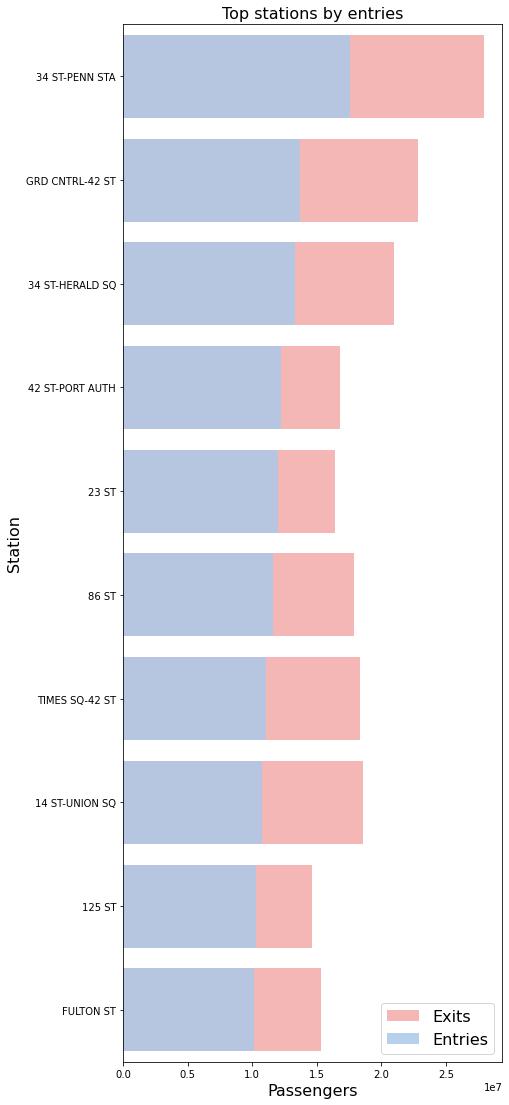 Top stations by entries
34 ST-PENN STA
GRD CNTRL-42 ST
34 ST-HERALD SQ
42 ST-PORT AUTH
23 ST
86 ST
TIMES SQ-42 ST
14 ST-UNION SQ
125 ST
FULTON ST
Station
Exits
Entries
0.0 0.5 1.0 1.5 2.0 2.5
1e7
Passengers